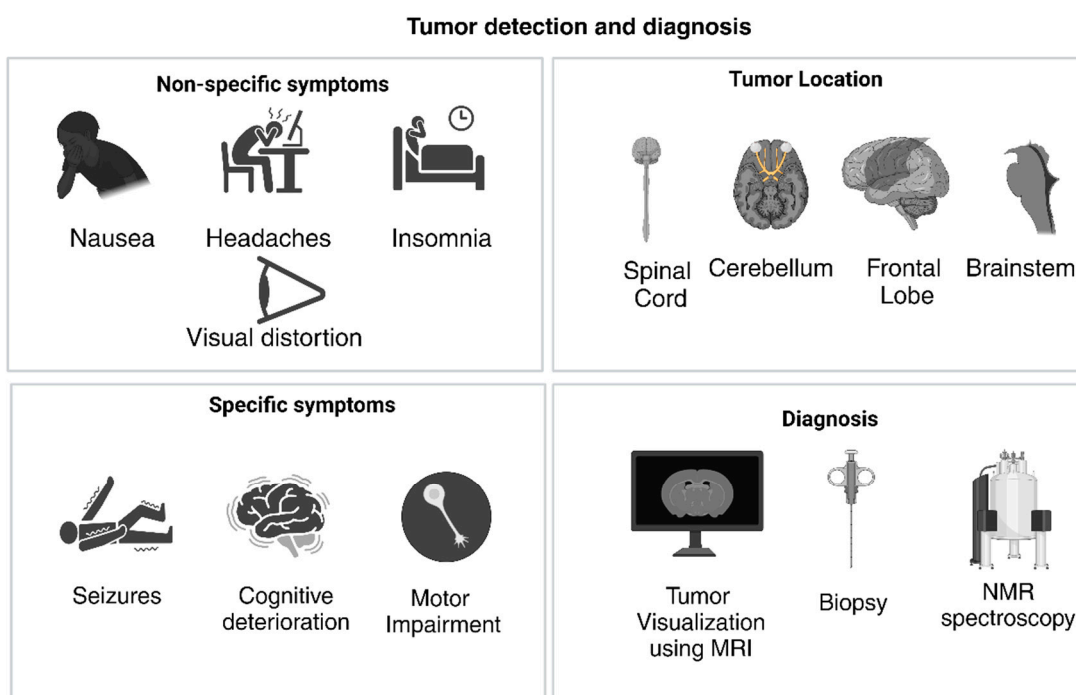 Tumor detection and diagnosis
Non-specific symptoms
Nausea
Headaches
Insomnia
Visual distortion
Tumor Location
Spinal
Cord
Cerebellum
Frontal
Lobe
Brainstem
Specific symptoms
Seizures
Cognitive
deterioration
Motor
Impairment
Diagnosis
Tumor
Visualization
using MRI
Biopsy
NMR
spectroscopy